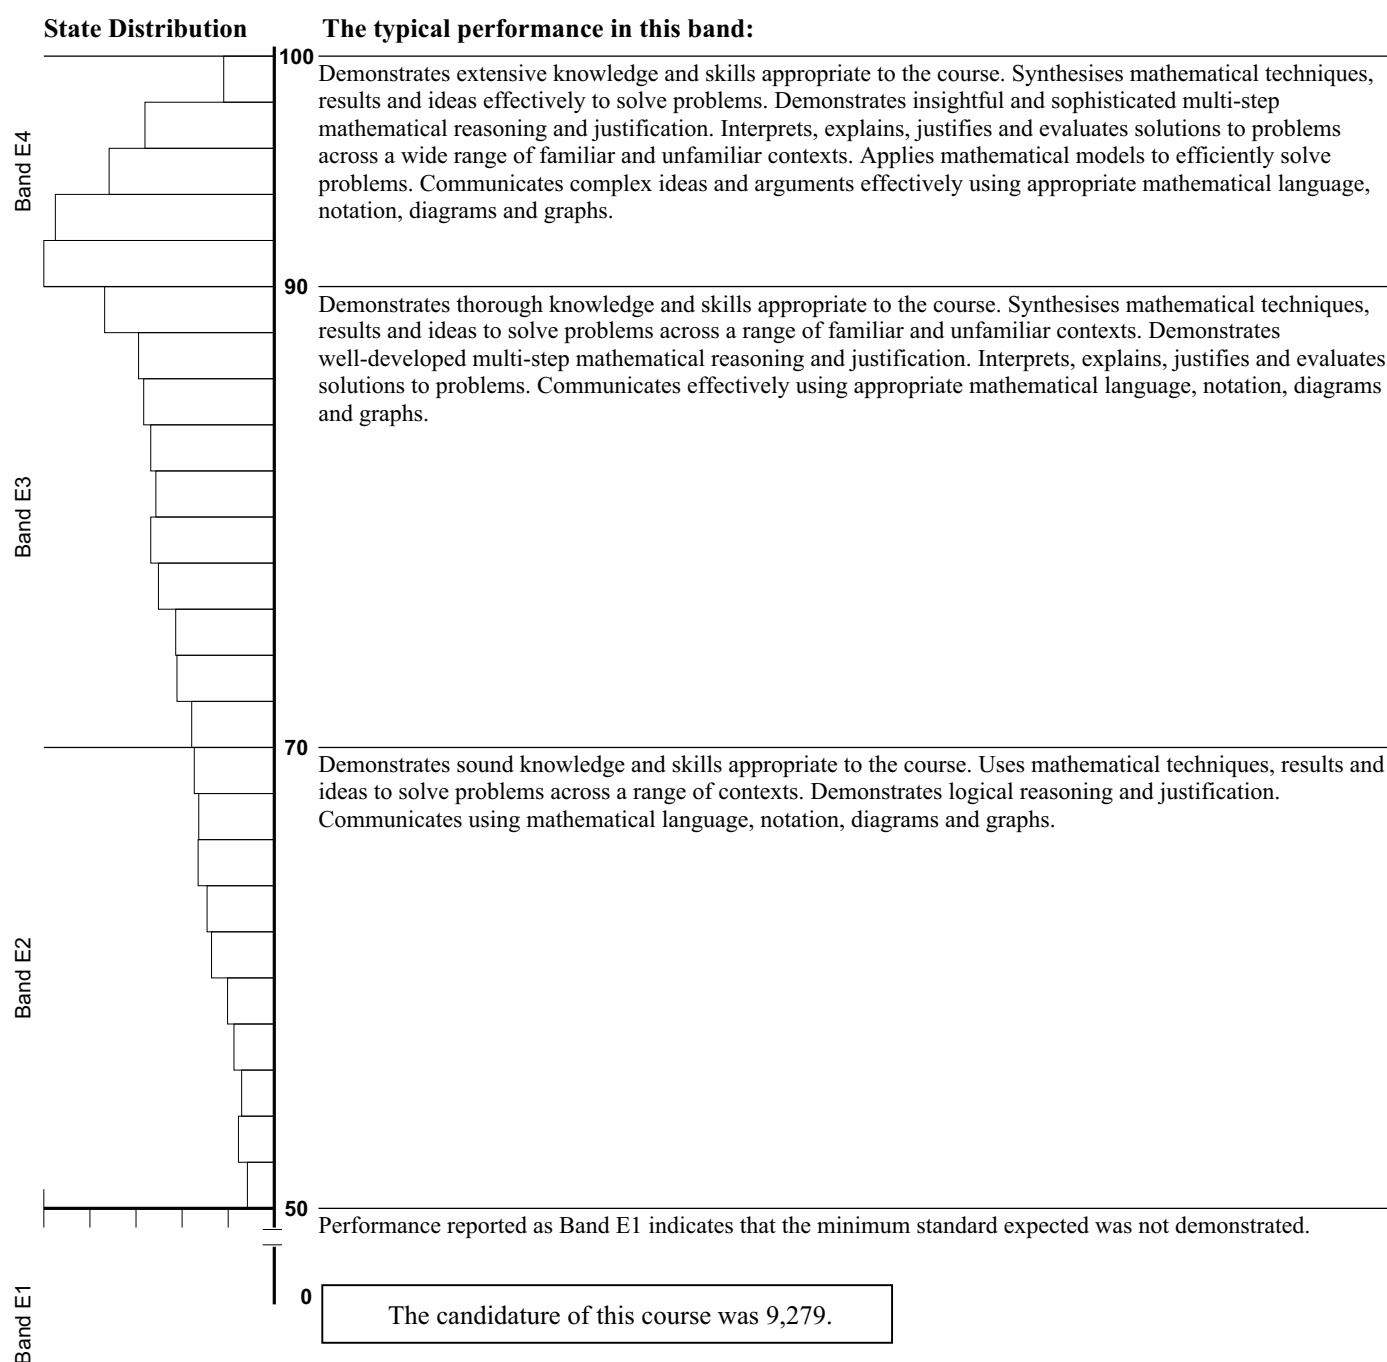 State Distribution
The typical performance in this band:
100
Demonstrates extensive knowledge and skills appropriate to the course. Synthesises mathematical techniques,
results and ideas effectively to solve problems. Demonstrates insightful and sophisticated multi-step
mathematical reasoning and justification. Interprets, explains, justifies and evaluates solutions to problems
across a wide range of familiar and unfamiliar contexts. Applies mathematical models to efficiently solve
problems. Communicates complex ideas and arguments effectively using appropriate mathematical language,
notation, diagrams and graphs.
Band E4
90
Demonstrates thorough knowledge and skills appropriate to the course. Synthesises mathematical techniques,
results and ideas to solve problems across a range of familiar and unfamiliar contexts. Demonstrates
well-developed multi-step mathematical reasoning and justification. Interprets, explains, justifies and evaluates
solutions to problems. Communicates effectively using appropriate mathematical language, notation, diagrams
and graphs.
Band E3
70
Demonstrates sound knowledge and skills appropriate to the course. Uses mathematical techniques, results and
ideas to solve problems across a range of contexts. Demonstrates logical reasoning and justification.
Communicates using mathematical language, notation, diagrams and graphs.
Band E2
50
Performance reported as Band E1 indicates that the minimum standard expected was not demonstrated.
0
Band E1
The candidature of this course was 9,279.